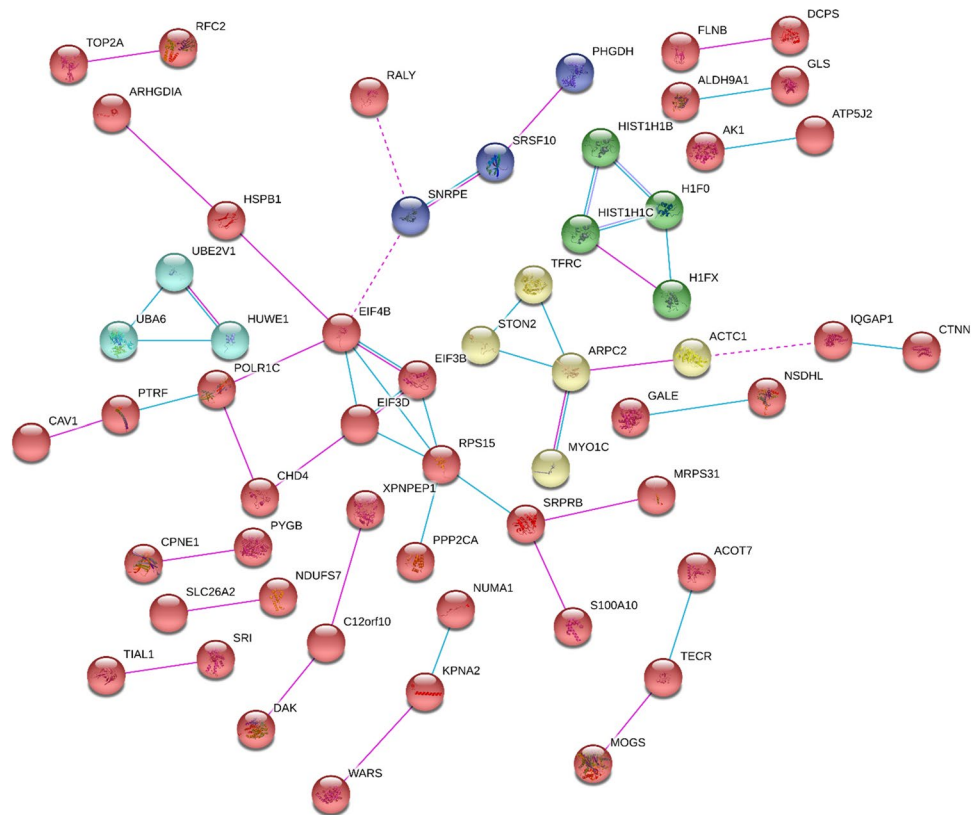 RFC2
TOP2A
DCPS
FLNB
PHGDH
GLS
RALY
ALDH9A1
ARHGDIA
ATP5J2
AK1
HIST1H1B
SRSF10
H1F0
SNRPE
HSPB1
HIST1H1C
UBE2V1
TFRC
H1FX
EIF4B
IQGAP1
CTNN
UBA6
HUWE1
STON2
ACTC1
ARPC2
EIF3B
POLR1C
PTRF
NSDHL
EIF3D
GALE
CAV1
RPS15
MYO1C
CHD4
MRPS31
XPNPEP1
SRPRB
PYGB
CPNE1
PPP2CA
ACOT7
NDUFS7
SLC26A2
NUMA1
S100A10
C12orf10
SRI
TIAL1
KPNA2
TECR
DAK
MOGS
WARS